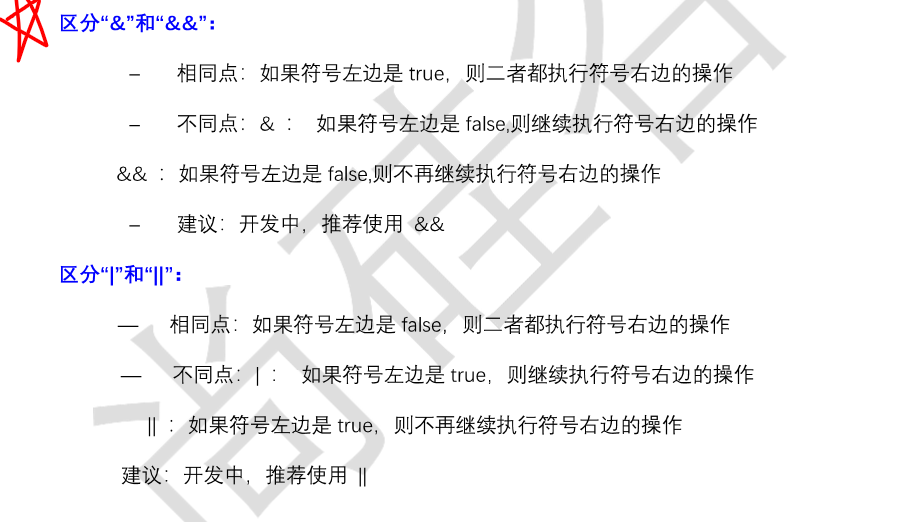 区分“&”和“&&”：
– 相同点：如果符号左边是 true，则二者都执行符号右边的操作
– 不同点：& ： 如果符号左边是 false,则继续执行符号右边的操作
&& ：如果符号左边是 false,则不再继续执行符号右边的操作
– 建议：开发中，推荐使用 &&
区分“|”和“||”：
— 相同点：如果符号左边是 false，则二者都执行符号右边的操作
— 不同点：| ： 如果符号左边是 true，则继续执行符号右边的操作
|| ：如果符号左边是 true，则不再继续执行符号右边的操作
建议：开发中，推荐使用 ||
尚硅谷